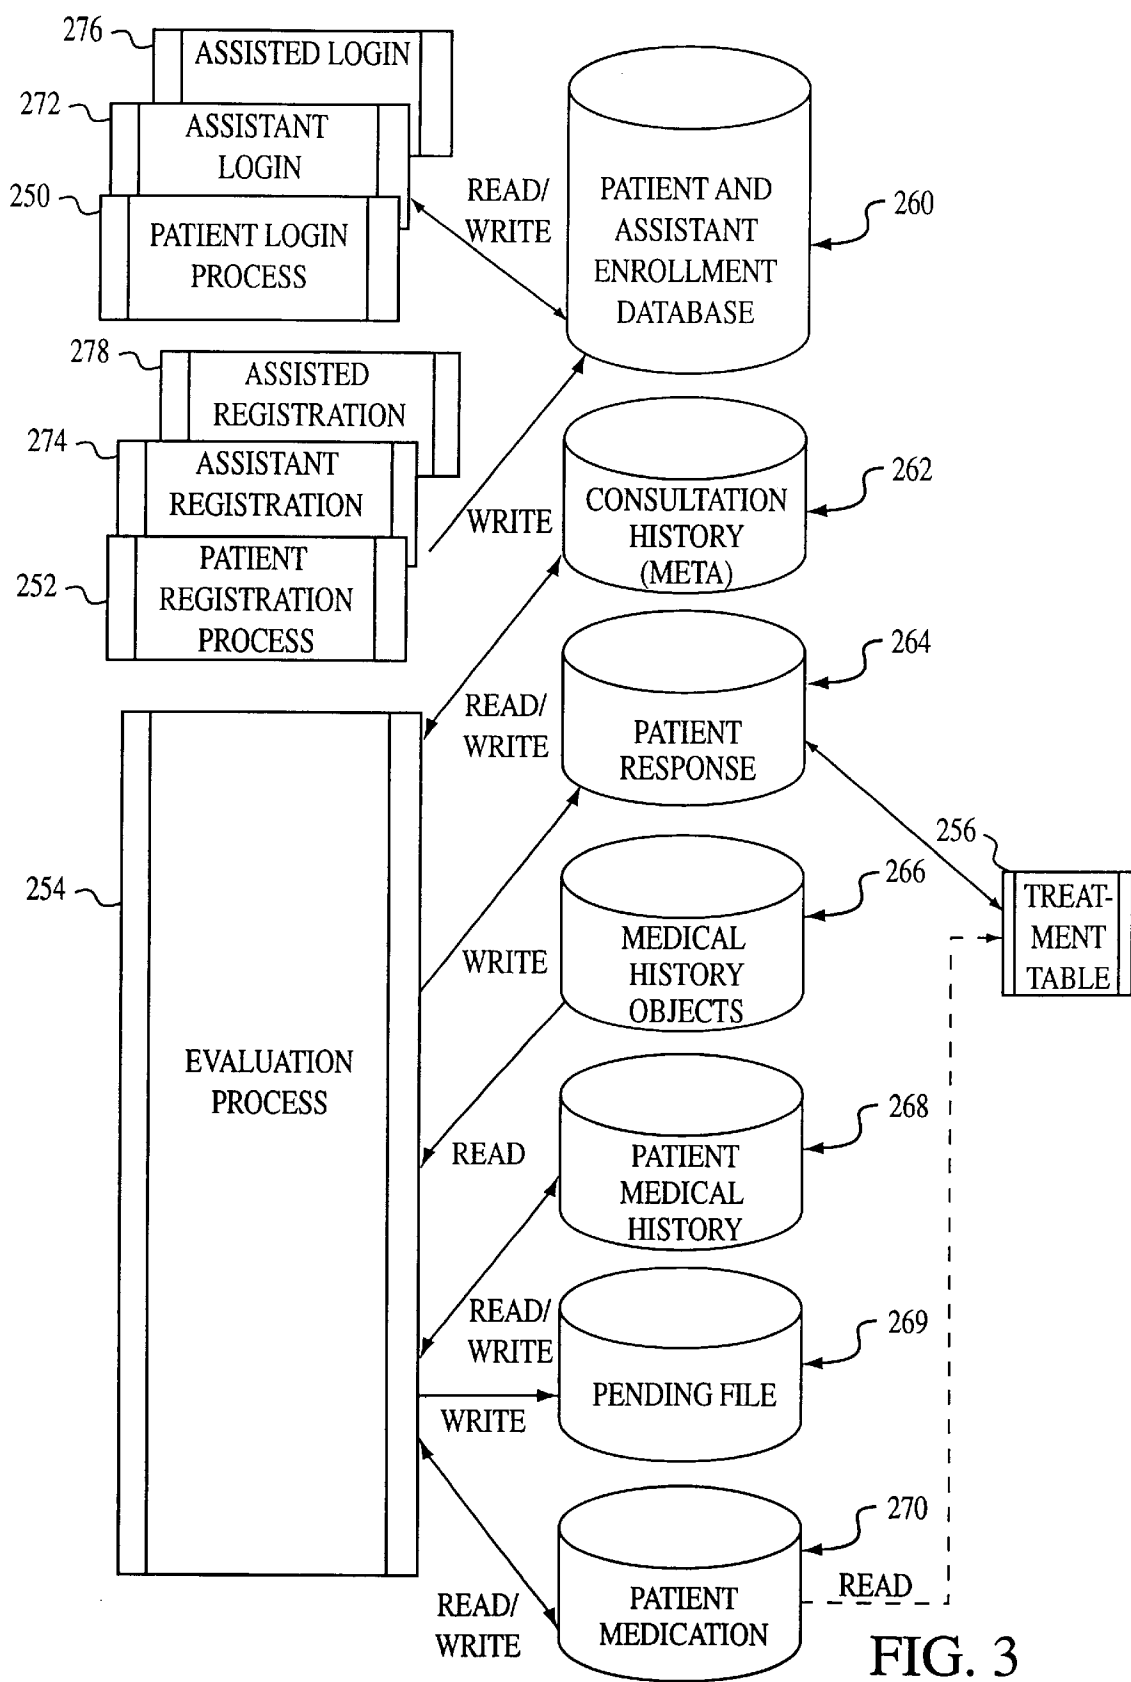 276
ASSISTED LOGIN
272
ASSISTANT
LOGIN
250
PATIENT LOGIN
PROCESS
READ/
WRITE
PATIENT AND
ASSISTANT
ENROLLMENT
DATABASE
260
278
ASSISTED
REGISTRATION
274
ASSISTANT
REGISTRATION
252
PATIENT
REGISTRATION
PROCESS
WRITE
CONSULTATION
HISTORY
(META)
262
READ/
WRITE
PATIENT
RESPONSE
264
256
TREAT-
MENT
TABLE
254
EVALUATION
PROCESS
WRITE
MEDICAL
HISTORY
OBJECTS
266
READ
PATIENT
MEDICAL
HISTORY
268
READ/
WRITE
PENDING FILE
269
WRITE
READ/
WRITE
PATIENT
MEDICATION
270
READ
FIG. 3